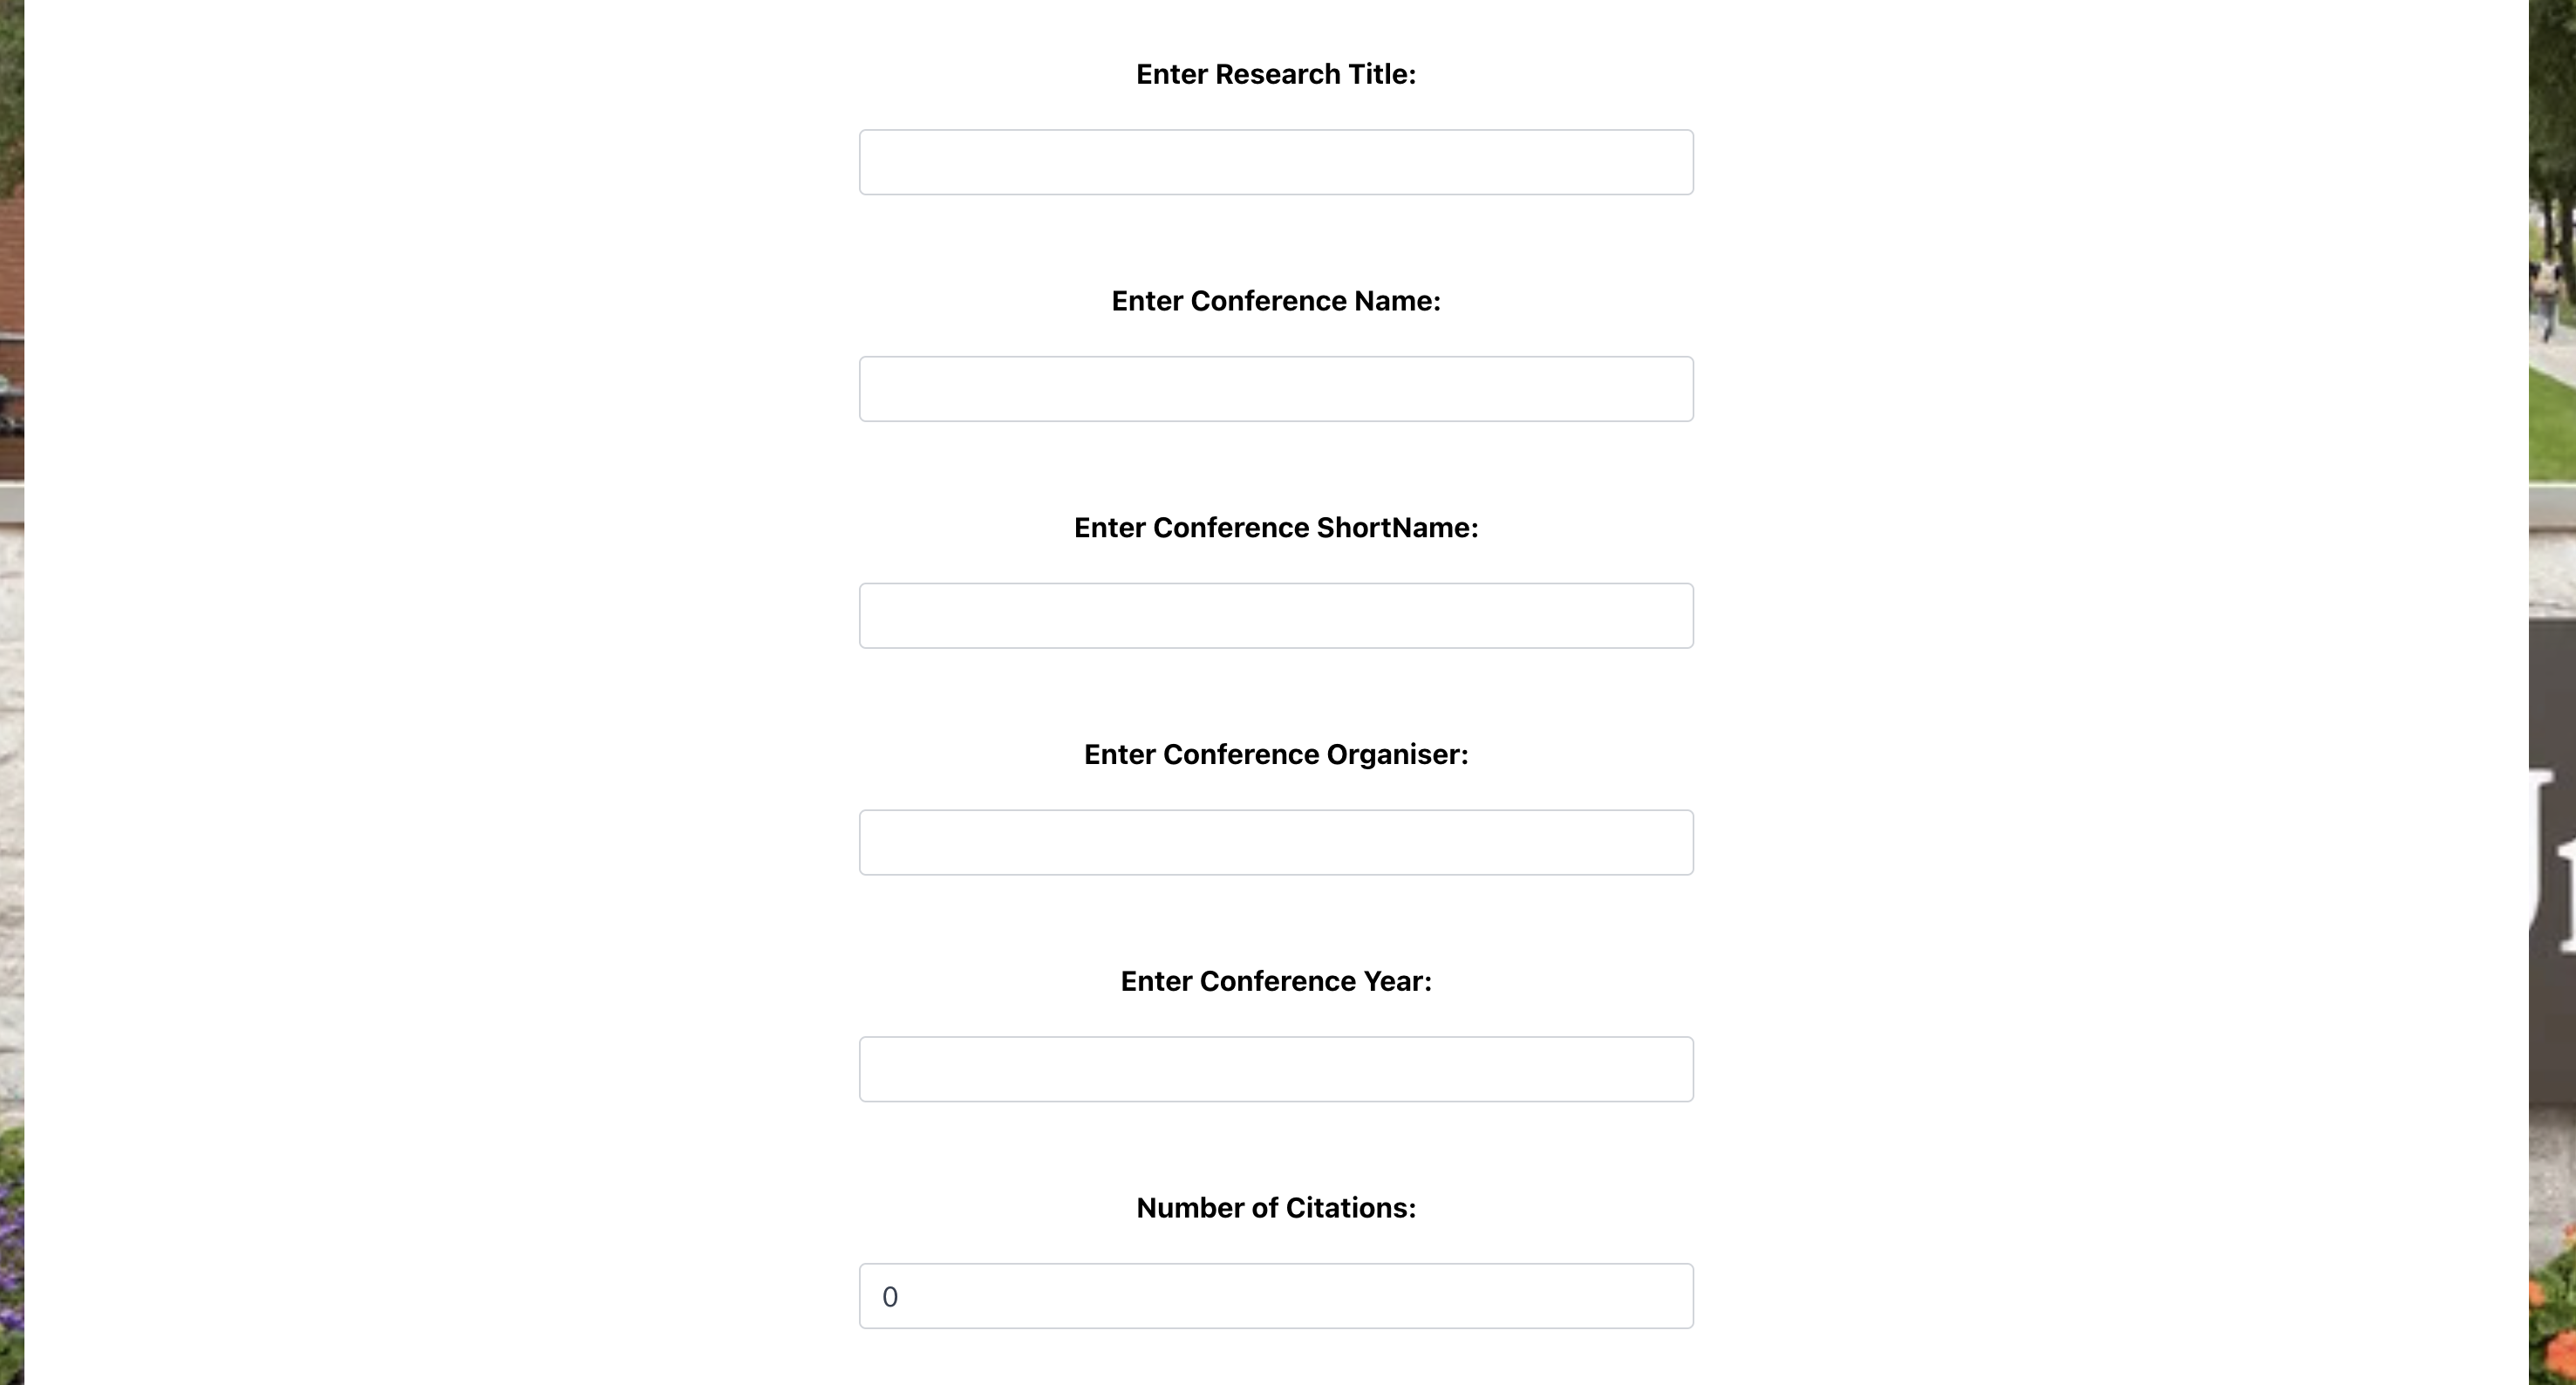 Enter Research Title:
Enter Conference Name:
Enter Conference ShortName:
Enter Conference Organiser:
Enter Conference Year:
Number of Citations:
0